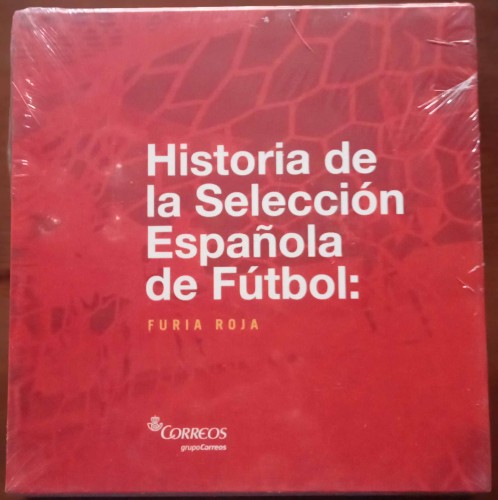 Historia de
la Selección
Española
de Fútbol:
FURIA ROJA
CORREOS
grupoCorreos